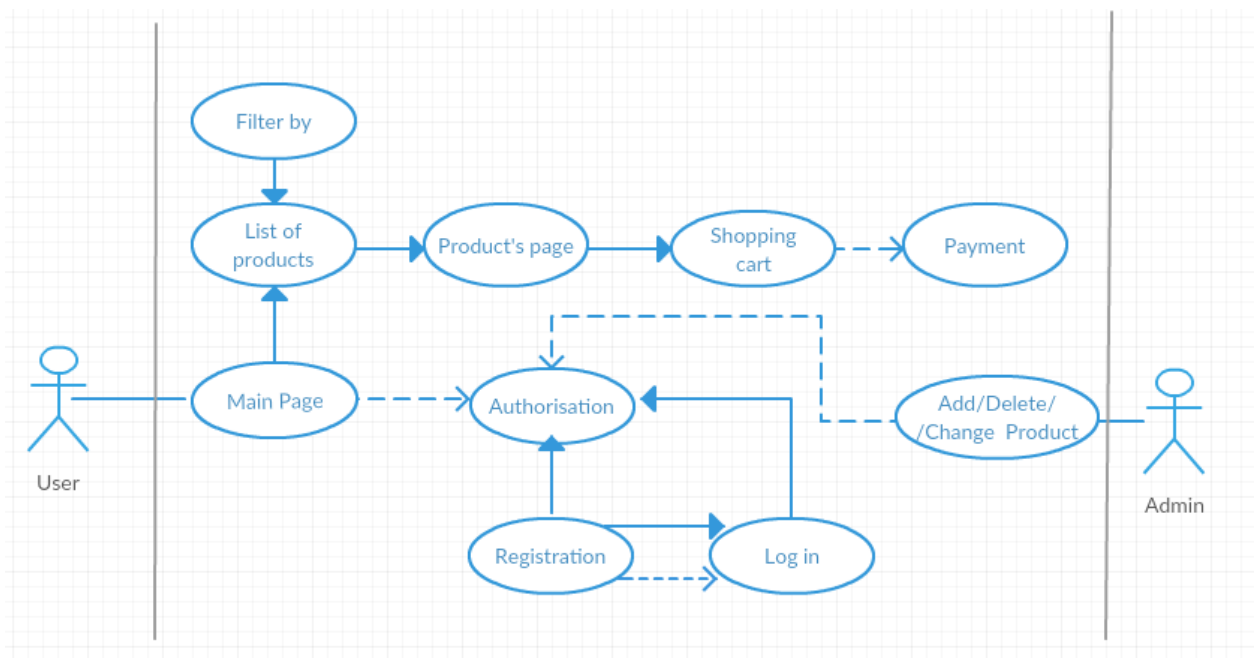 Filter by
List of
products
Product's page
Shopping
cart
Payment
Main Page
Authorisation
Add/Delete/
/Change Product
User
Admin
Registration
Log in